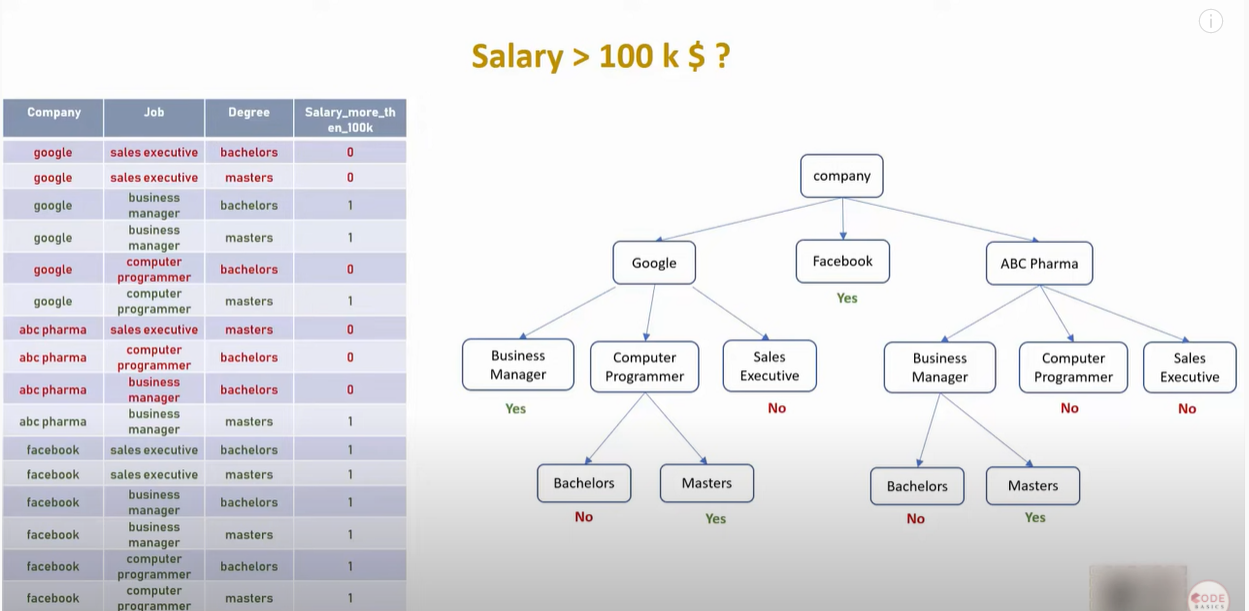 Salary > 100 k $ ?
Company Job Degree Salary_more_th
en_100k
google sales executive bachelors 0
google sales executive masters 0
google business
manager bachelors 1
google business
manager masters 1
google computer
programmer bachelors 0
google computer
programmer masters 1
abc pharma sales executive masters 0
abc pharma computer
programmer bachelors 0
abc pharma business
manager bachelors 0
abc pharma business
manager masters 1
facebook sales executive bachelors 1
facebook sales executive masters 1
facebook business
manager bachelors 1
facebook business
manager masters 1
facebook computer
programmer bachelors 1
facebook computer
programmer masters 1
company
Google
Facebook
Yes
ABC Pharma
Business
Manager
Yes
Computer
Programmer
Sales
Executive
No
Business
Manager
Computer
Programmer
No
Sales
Executive
No
Bachelors
No
Masters
Yes
Bachelors
No
Masters
Yes
CODE
BASICS